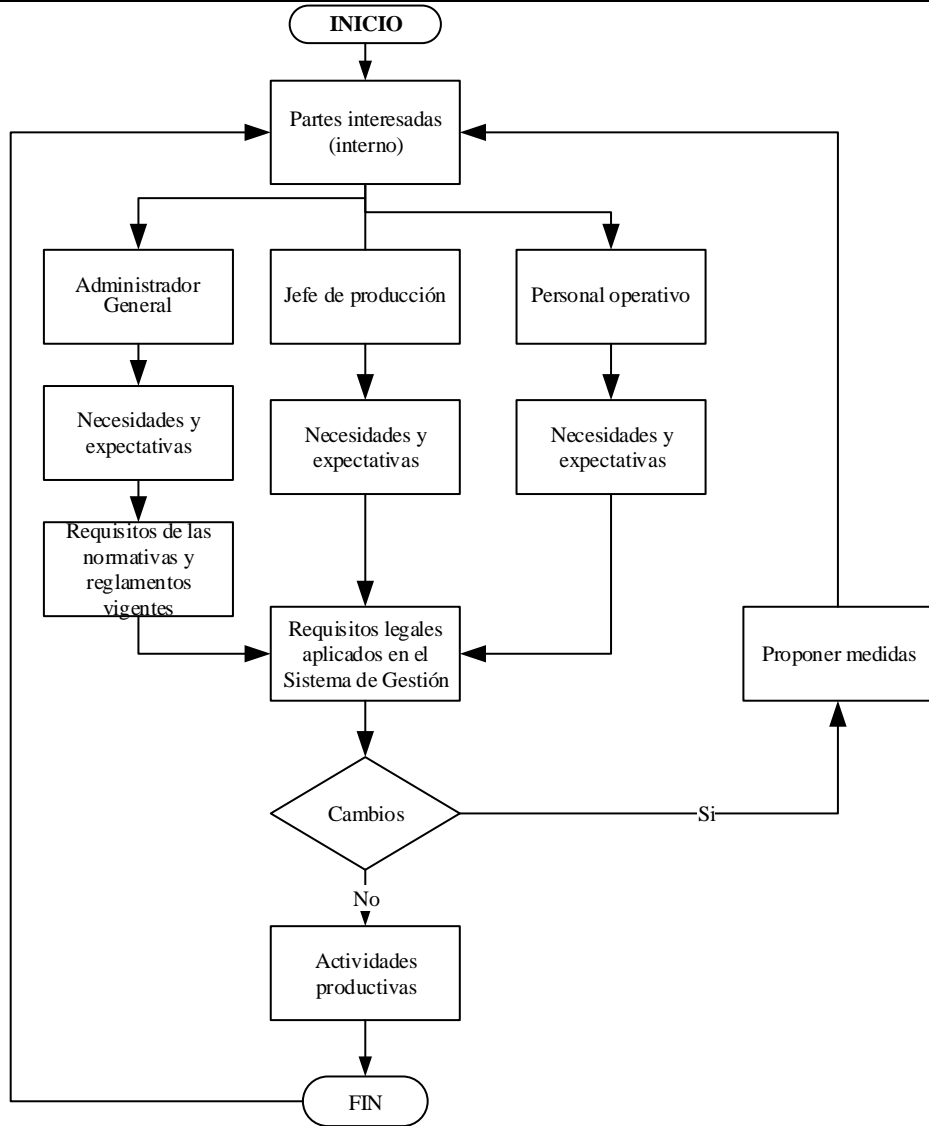 INICIO
Partes interesadas
(interno)
Administrador
General
Jefe de producción
Personal operativo
Necesidades y
expectativas
Necesidades y
expectativas
Necesidades y
expectativas
Requisitos de las
normativas y
reglamentos
vigentes
Requisitos legales
aplicados en el
Sistema de Gestión
Proponer medidas
Cambios
Si
No
Actividades
productivas
FIN